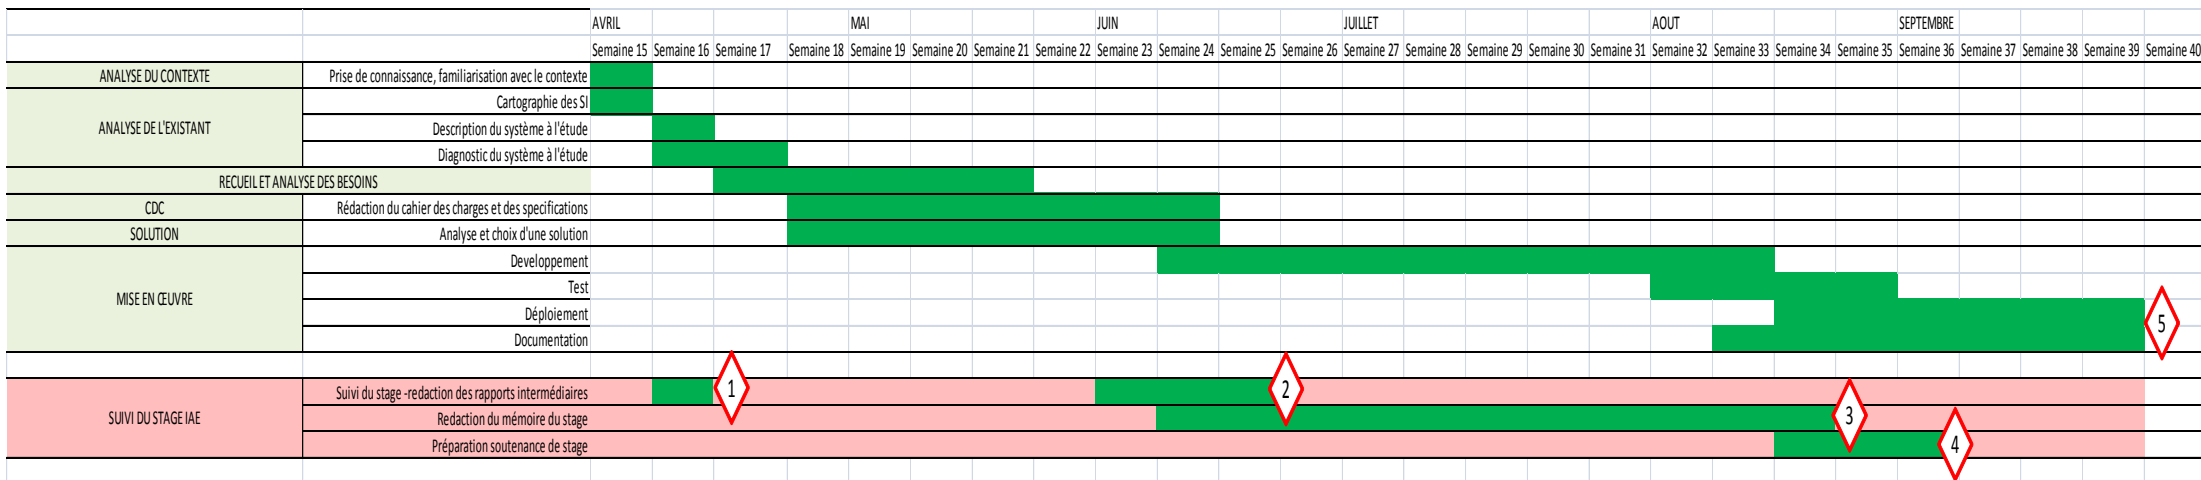 AVRIL MAI JUIN JUILLET AOUT SEPTEMBRE
Semaine 15 Semaine 16 Semaine 17 Semaine 18 Semaine 19 Semaine 20 Semaine 21 Semaine 22 Semaine 23 Semaine 24 Semaine 25 Semaine 26 Semaine 27 Semaine 28 Semaine 29 Semaine 30 Semaine 31 Semaine 32 Semaine 33 Semaine 34 Semaine 35 Semaine 36 Semaine 37 Semaine 38 Semaine 39 Semaine 40
ANALYSE DU CONTEXTE Prise de connaissance, familiarisation avec le contexte
Cartographie des SI
ANALYSE DE L'EXISTANT Description du système à l'étude
Diagnostic du système à l'étude
RECUEIL ET ANALYSE DES BESOINS
CDC Rédaction du cahier des charges et des specifications
SOLUTION Analyse et choix d'une solution
Developpement
MISE EN ŒUVRE Test
Déploiement
5
Documentation
Suivi du stage -redaction des rapports intermédiaires 1 2
SUIVI DU STAGE IAE Redaction du mémoire du stage 3
Préparation soutenance de stage 4